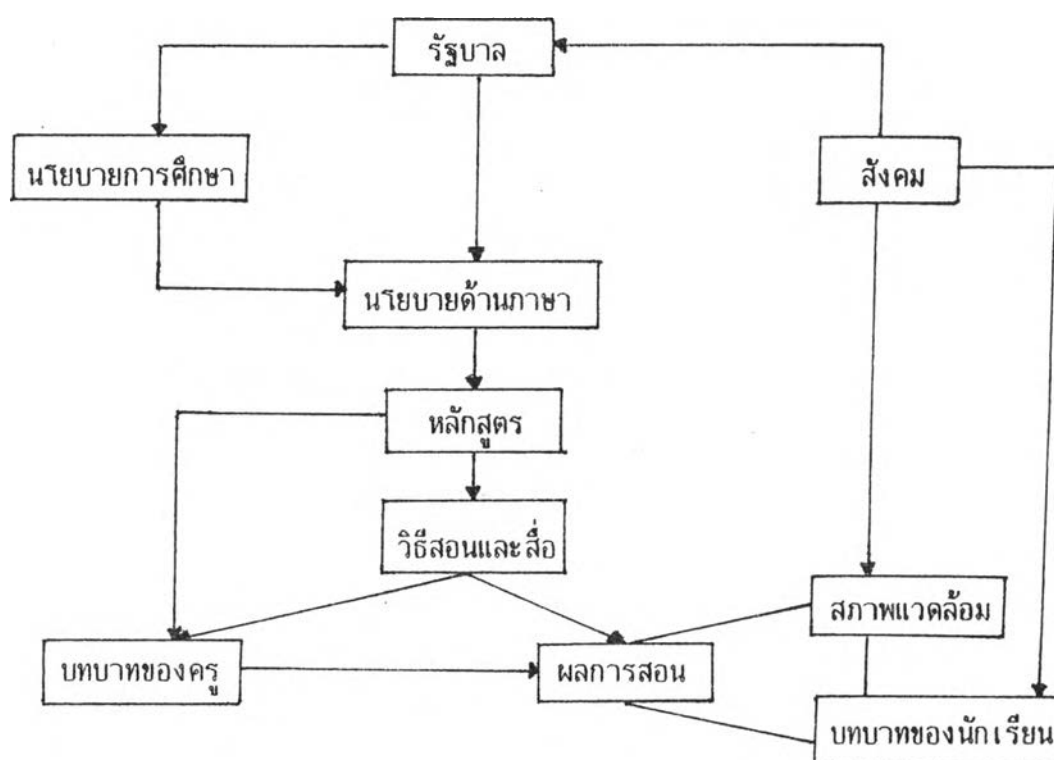 รัฐบาล
นโยบายการศึกษา
สังคม
นโยบายด้านภาษา
หลักสูตร
วิธีสอนและสื่อ
สภาพแวดล้อม
บทบาทของครู
ผลการสอน
บทบาทของนักเรียน